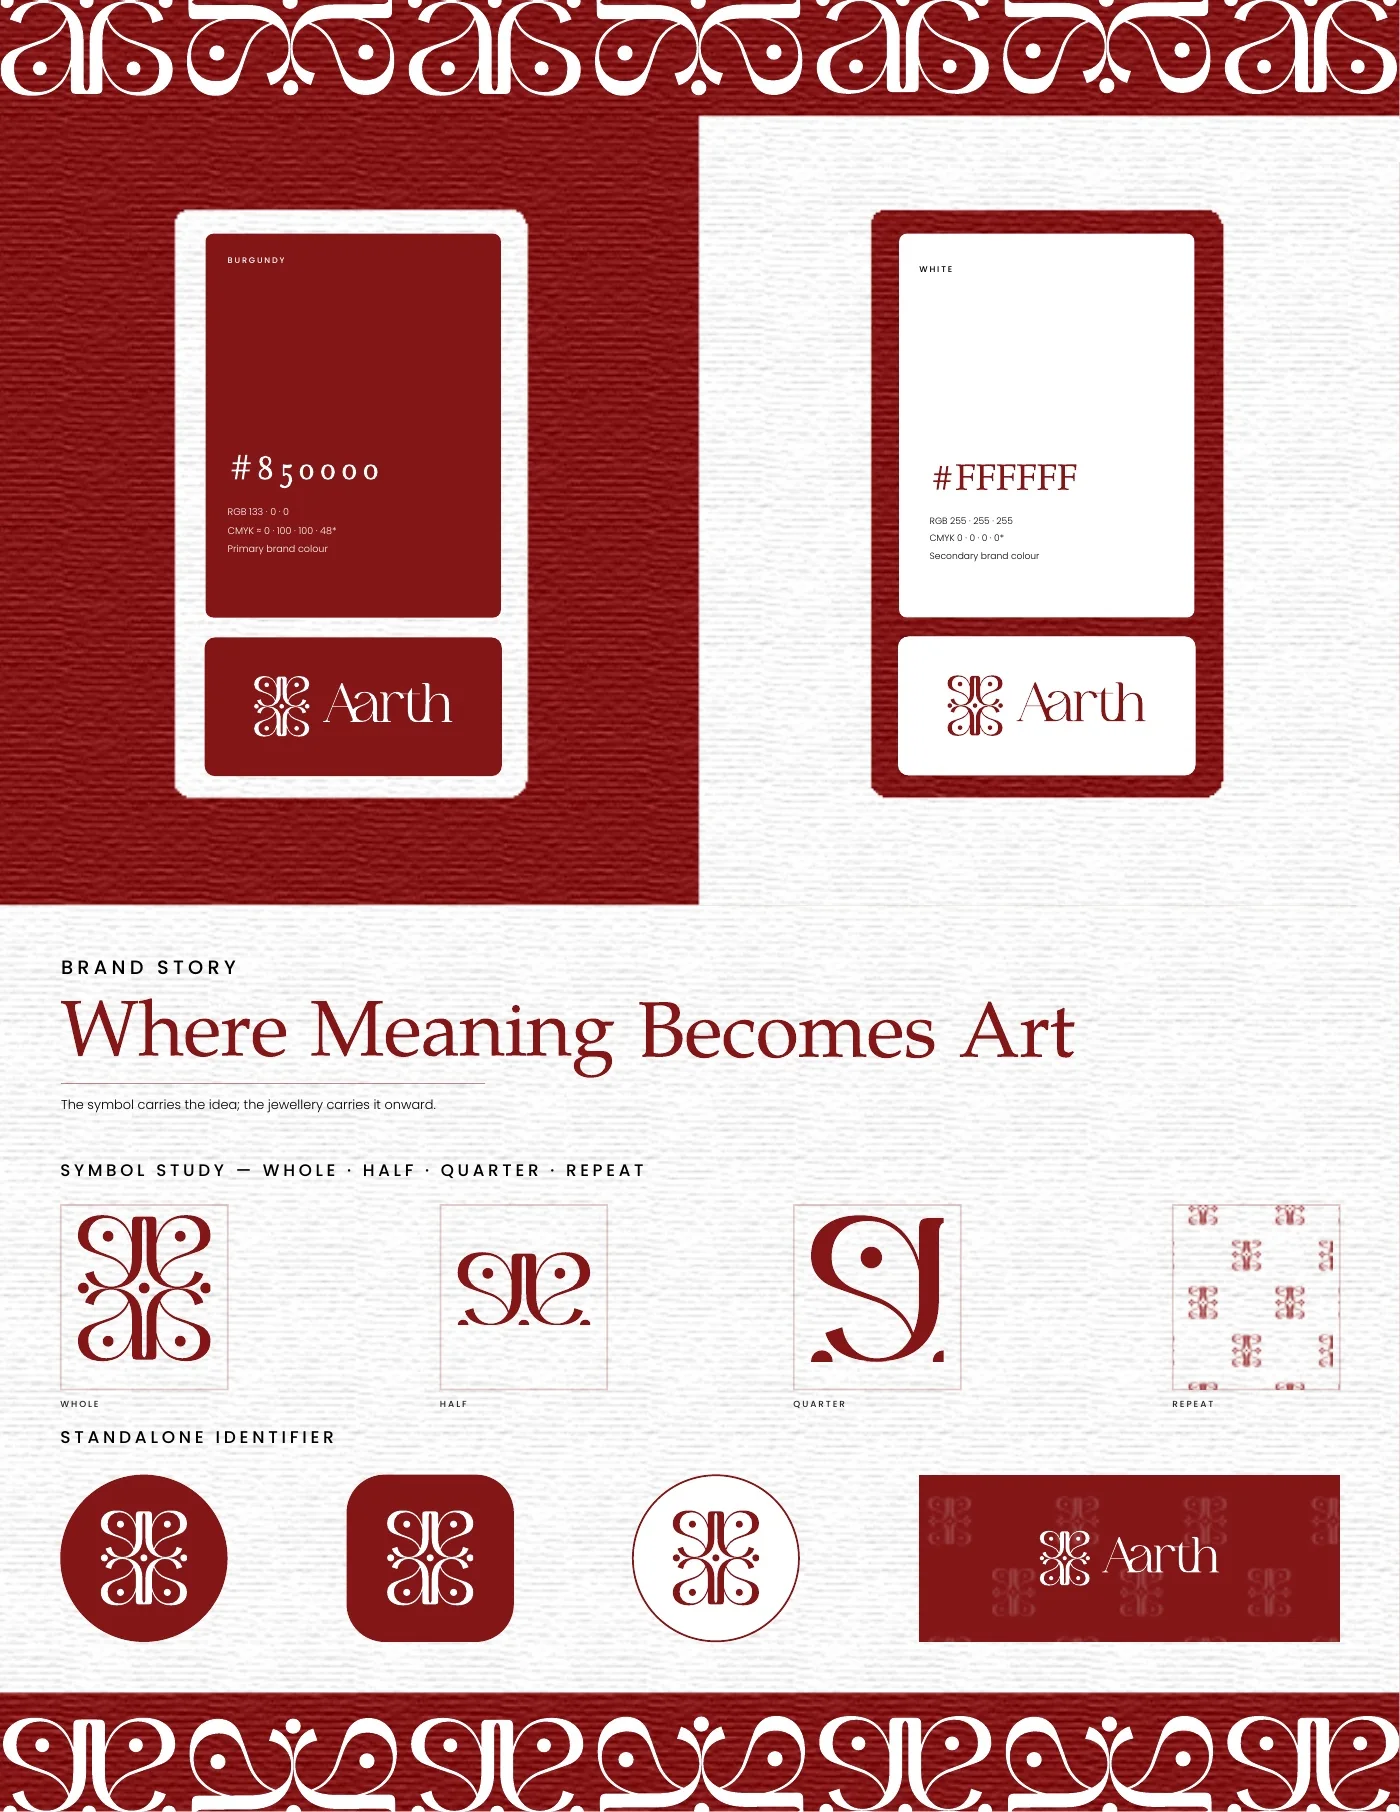 BURGUNDY
#850000
RGB 133 · 0 · 0
CMYK ≈ 0 · 100 · 100 · 48*
Primary brand colour
Aarth
WHITE
#FFFFFF
RGB 255 · 255 · 255
CMYK 0 · 0 · 0 · 0*
Secondary brand colour
Aarth
BRAND STORY
Where Meaning Becomes Art
The symbol carries the idea; the jewellery carries it onward.
SYMBOL STUDY — WHOLE · HALF · QUARTER · REPEAT
WHOLE
HALF
QUARTER
REPEAT
STANDALONE IDENTIFIER
Aarth